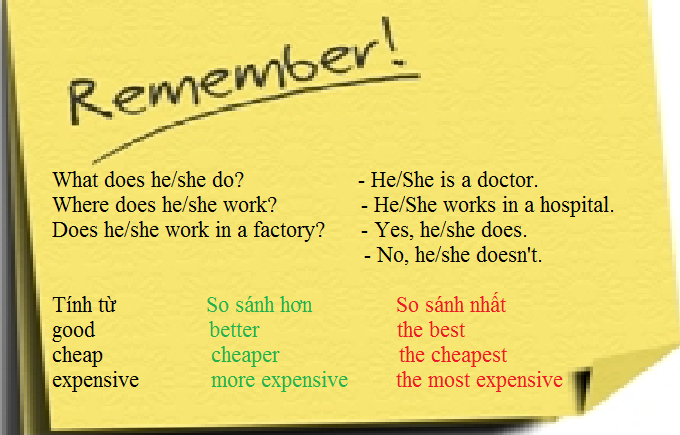 Remember!
What does he/she do? - He/She is a doctor.
Where does he/she work? - He/She works in a hospital.
Does he/she work in a factory? - Yes, he/she does.
- No, he/she doesn't.
Tính từ So sánh hơn So sánh nhất
good better the best
cheap cheaper the cheapest
expensive more expensive the most expensive